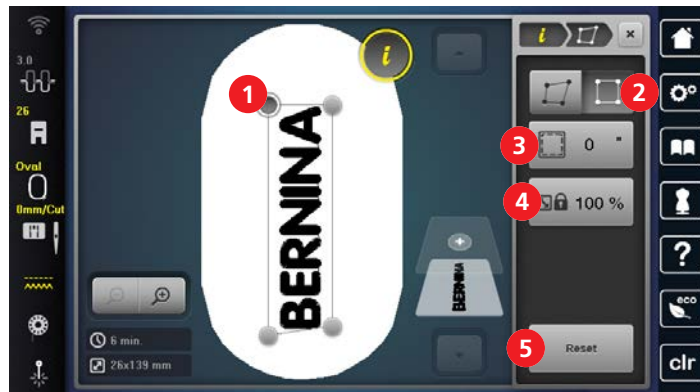 3.0
26
Oval
0mm/Cut
i
i
×
1
2
3
0 "
4
100 %
5
Reset
BERNINA
BERNINA
6 min.
26x139 mm
?
eco
clr